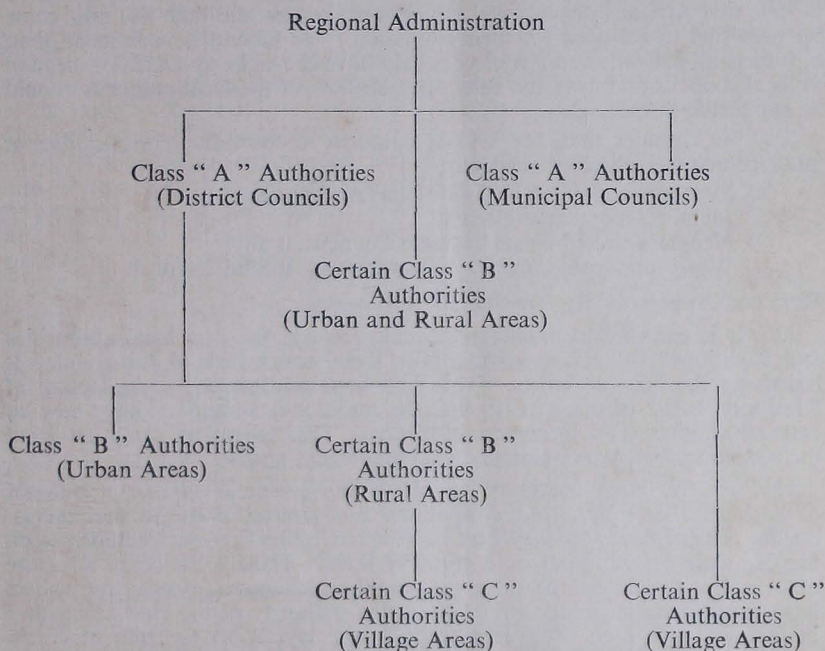 Regional Administration
Class “ A ” Authorities
(District Councils)
Class “ A ” Authorities
(Municipal Councils)
Certain Class “ B ”
Authorities
(Urban and Rural Areas)
Class “ B ” Authorities
(Urban Areas)
Certain Class “ B ”
Authorities
(Rural Areas)
Certain Class “ C ”
Authorities
(Village Areas)
Certain Class “ C ”
Authorities
(Village Areas)